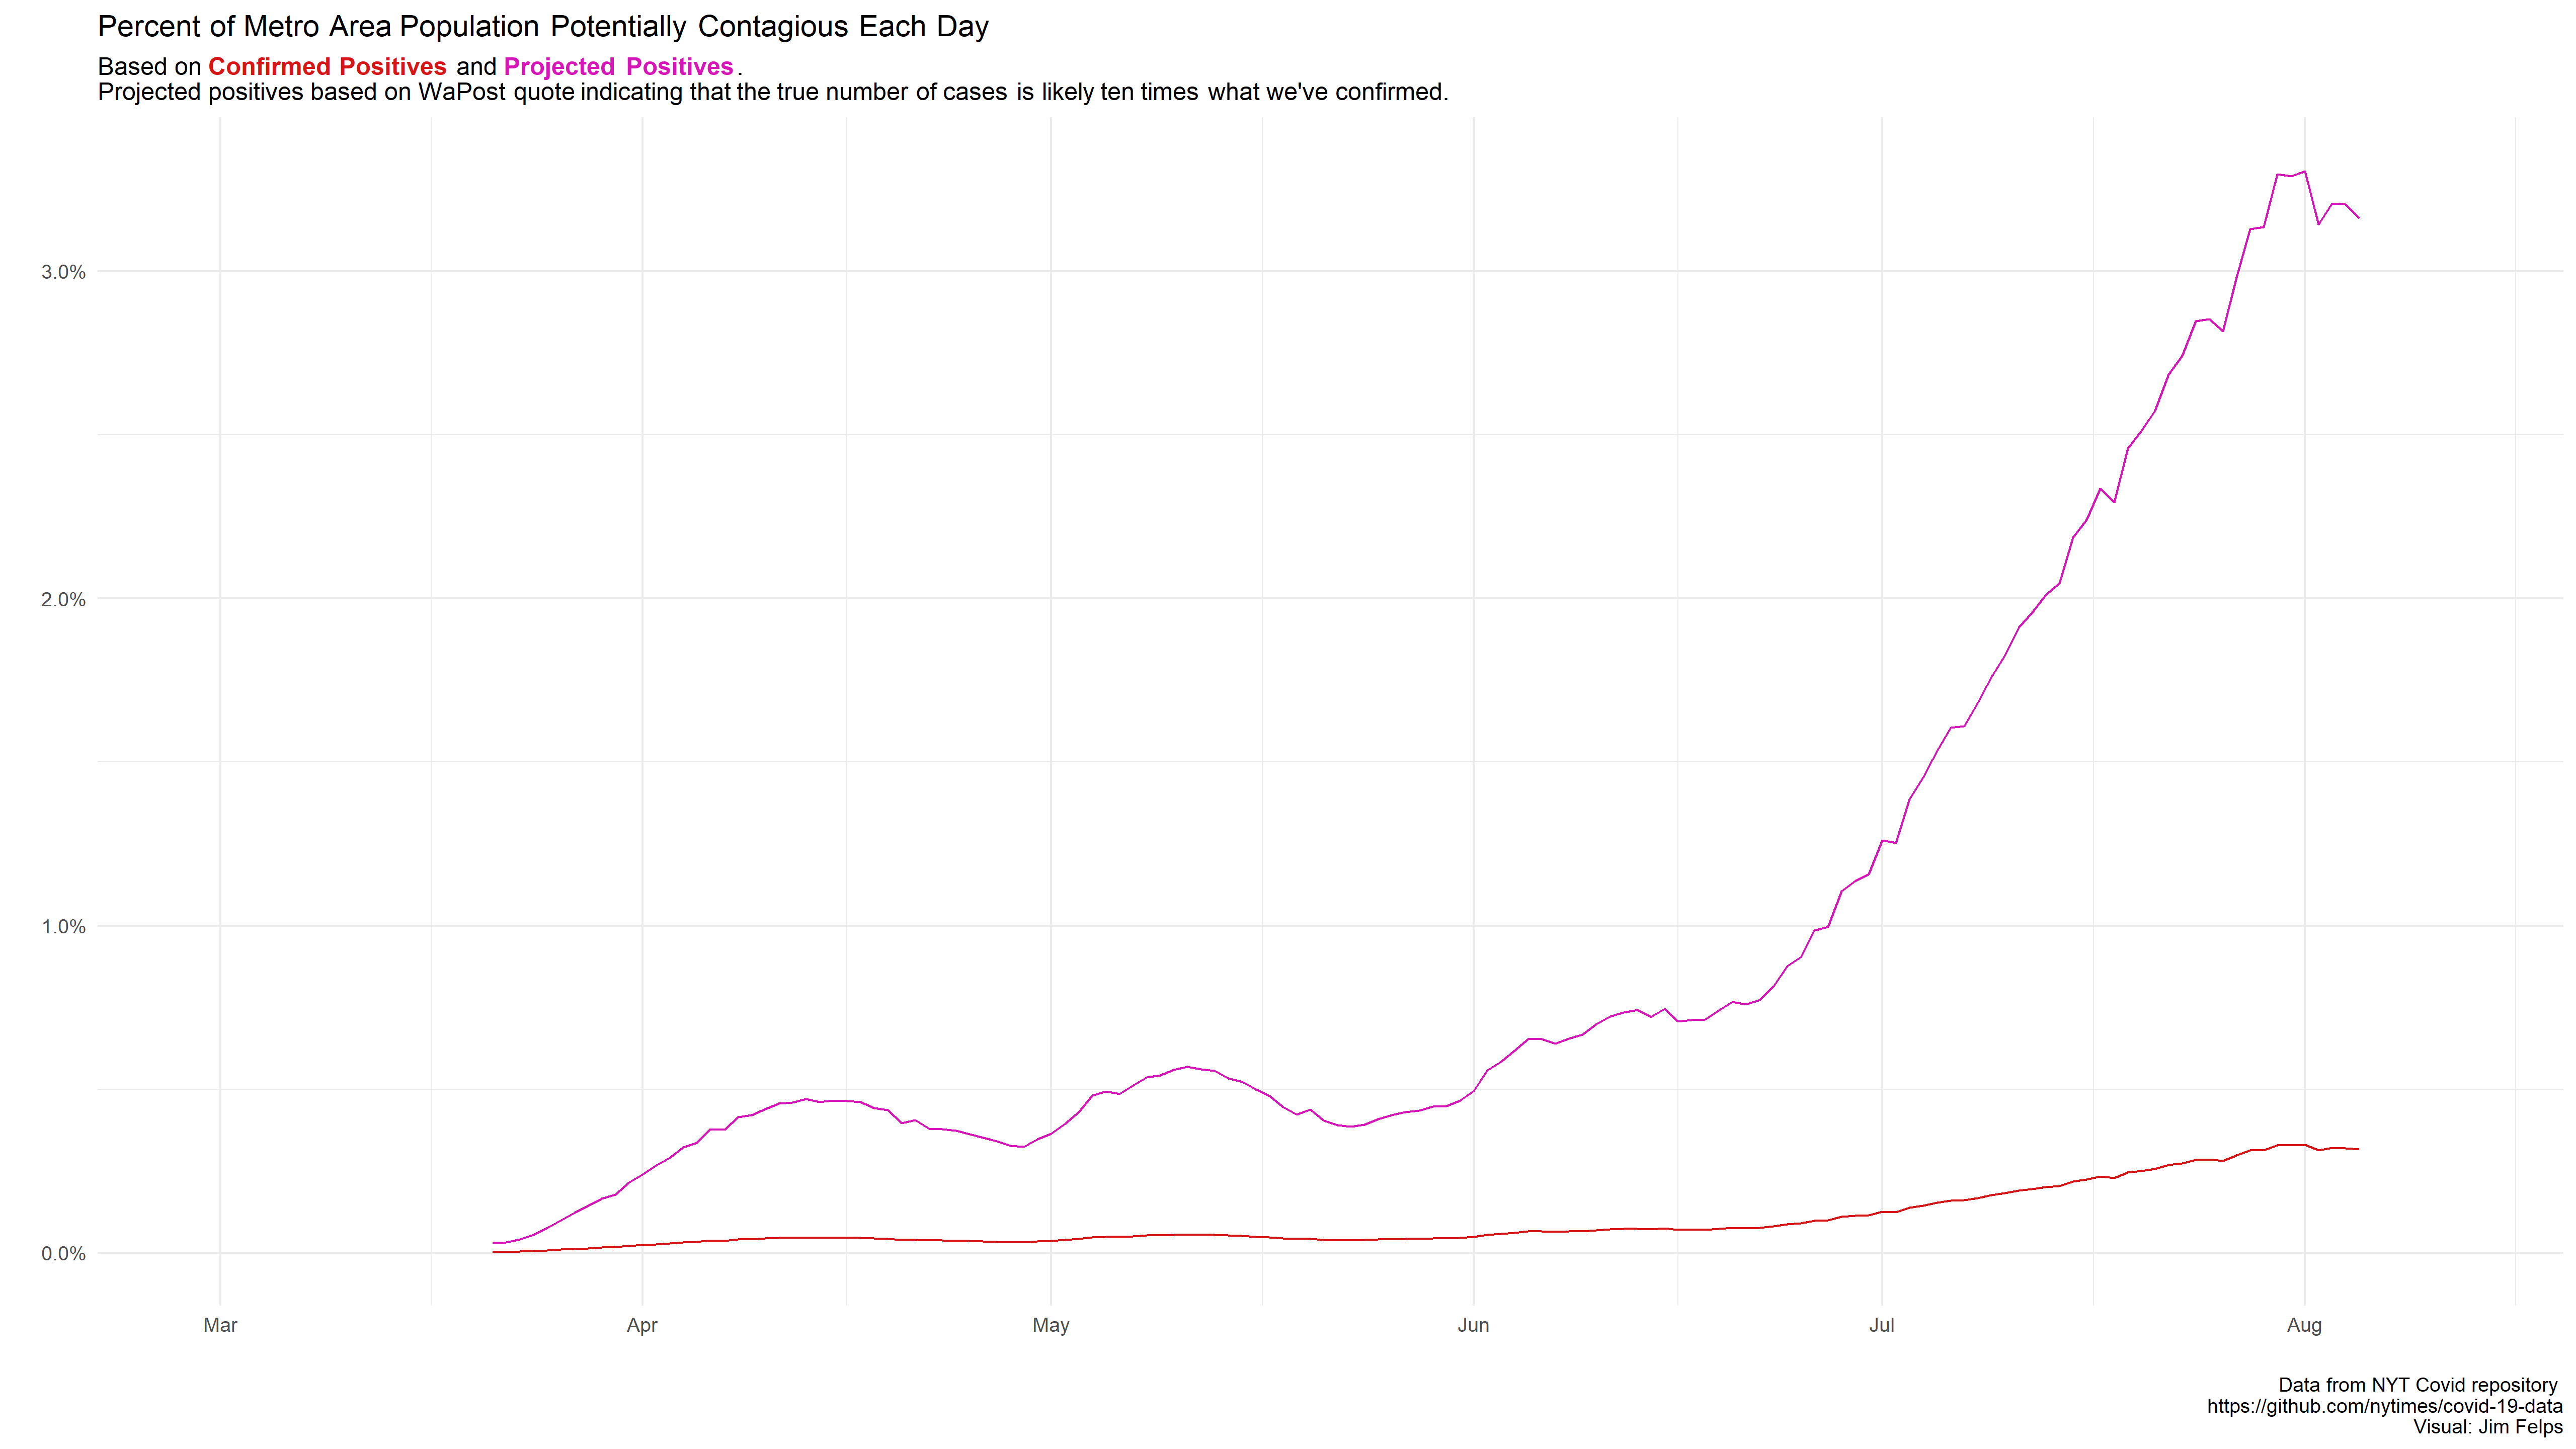 Percent of Metro Area Population Potentially Contagious Each Day
Based on Confirmed Positives and Projected Positives.
Projected positives based on WaPost quote indicating that the true number of cases is likely ten times what we've confirmed.
3.0%
2.0%
1.0%
0.0%
Mar Apr May Jun Jul Aug
Data from NYT Covid repository
https://github.com/nytimes/covid-19-data
Visual: Jim Felps